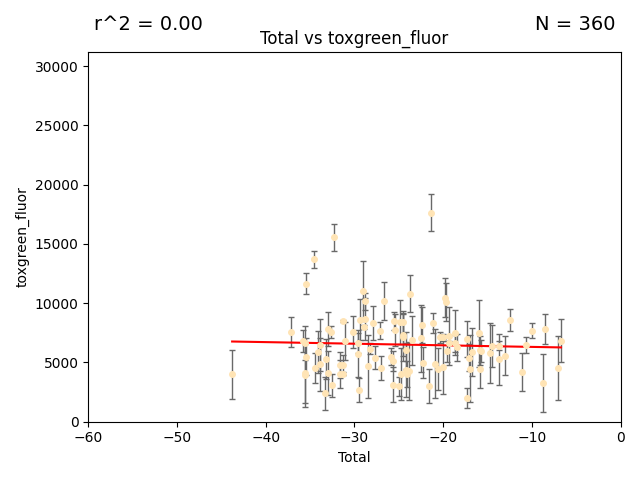 r^2 = 0.00
N = 360
Total vs toxgreen_fluor
30000
25000
20000
15000
10000
5000
0
toxgreen_fluor
−60 −50 −40 −30 −20 −10 0
Total